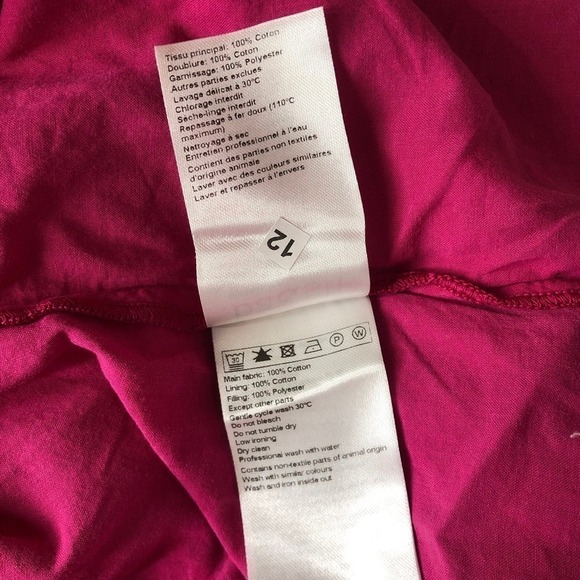 Tissu principal: 100% Coton
Doublure: 100% Coton
Garnissage: 100% Polyester
Autres parties exclues
Lavage délicat à 30°C
Chlorage interdit
Sèche-linge interdit
Repassage à fer doux (110°C
maximum)
Nettoyage à sec
Entretien professionnel à l'eau
Contient des parties non textiles
d'origine animale
Laver avec des couleurs similaires
Laver et repasser à l'envers
12
30 P W
Main fabric: 100% Cotton
Lining: 100% Cotton
Filling: 100% Polyester
Except other parts
Gentle cycle wash 30°C
Do not bleach
Do not tumble dry
Low ironing
Dry clean
Professional wash with water
Contains non-textile parts of animal origin
Wash with similar colours
Wash and iron inside out